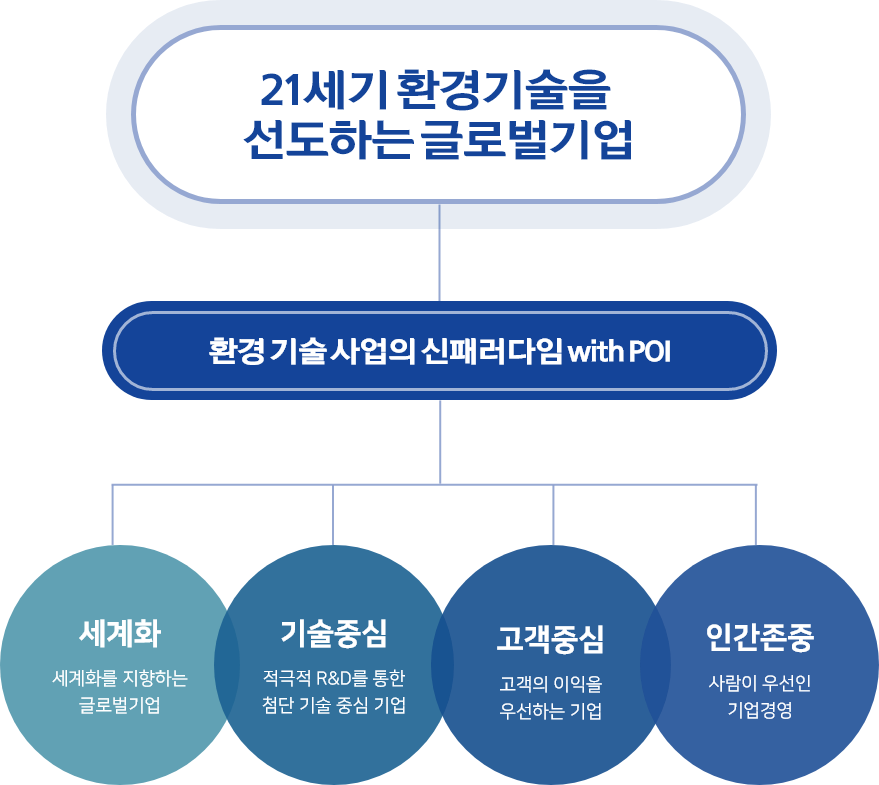 21세기 환경기술을
선도하는 글로벌기업
환경 기술 사업의 신패러다임 with POI
세계화
세계화를 지향하는
글로벌기업
기술중심
적극적 R&D를 통한
첨단 기술 중심 기업
고객중심
고객의 이익을
우선하는 기업
인간존중
사람이 우선인
기업경영